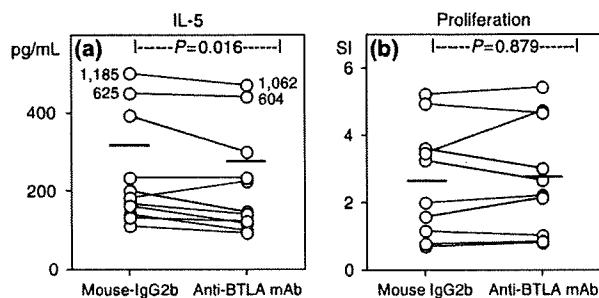 IL-5
pg/mL
(a)
P=0.016
1,185
625
1,062
604
400
200
0
Mouse-IgG2b
Anti-BTLA mAb
Proliferation
SI
(b)
P=0.879
6
4
2
0
Mouse IgG2b
Anti-BTLA mAb